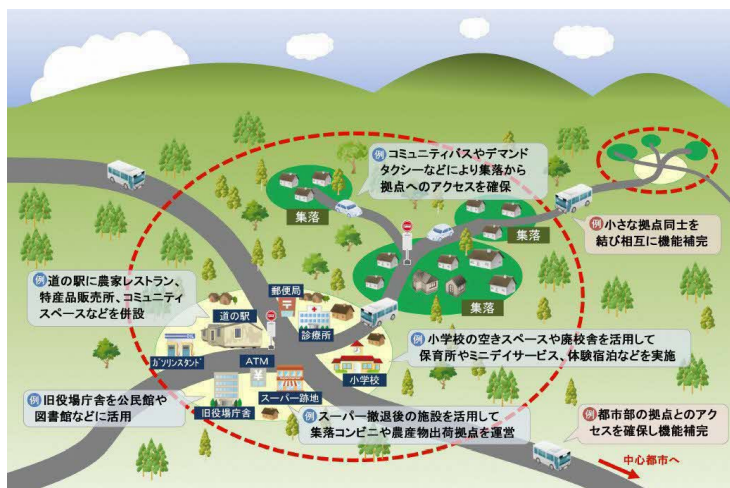 例 コミュニティバスやデマンド
タクシーなどにより集落から
拠点へのアクセスを確保
集落
集落
例 小さな拠点同士を
結び相互に機能補完
例 道の駅に農家レストラン、
特産品販売所、コミュニティ
スペースなどを併設
集落
郵便局
道の駅
診療所
ガソリンスタンド
ATM
小学校
例 小学校の空きスペースや廃校舎を活用して
保育所やミニデイサービス、体験宿泊などを実施
旧役場庁舎
スーパー跡地
例 旧役場庁舎を公民館や
図書館などに活用
例 スーパー撤退後の施設を活用して
集落コンビニや農産物出荷拠点を運営
例 都市部の拠点とのアク
セスを確保し機能補完
中心都市へ